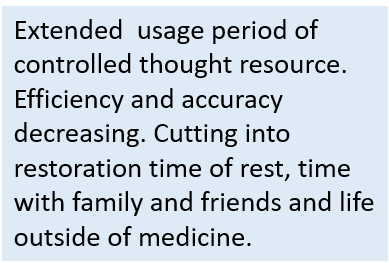 Extended  usage period of
controlled thought resource.
Efficiency and accuracy
decreasing. Cutting into
restoration time of rest, time
with family and friends and life
outside of medicine.